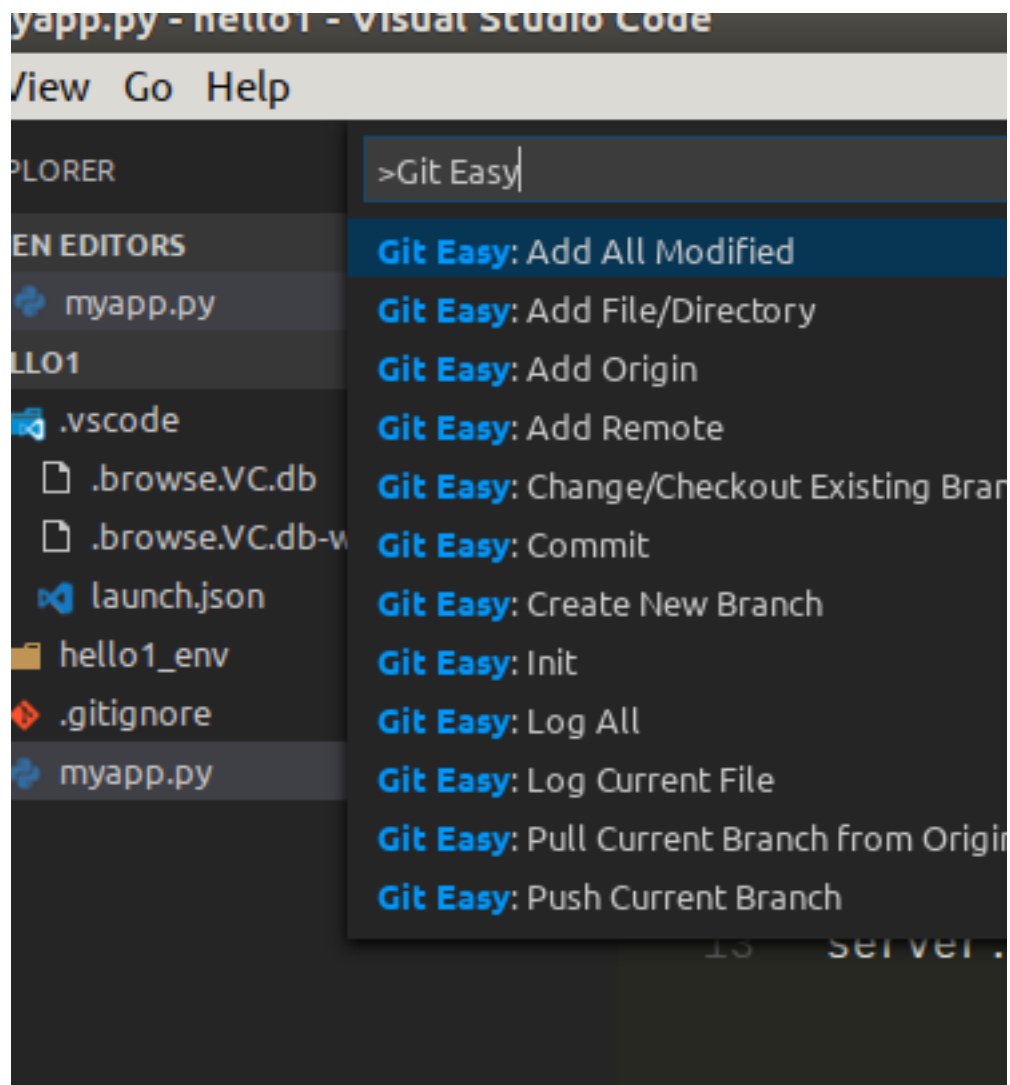 yapp.py - hello1 - Visual Studio Code
View Go Help
PLORER
EN EDITORS
myapp.py
LLO1
.vscode
.browse.VC.db
.browse.VC.db-w
launch.json
hello1_env
.gitignore
myapp.py
>Git Easy
Git Easy: Add All Modified
Git Easy: Add File/Directory
Git Easy: Add Origin
Git Easy: Add Remote
Git Easy: Change/Checkout Existing Bran
Git Easy: Commit
Git Easy: Create New Branch
Git Easy: Init
Git Easy: Log All
Git Easy: Log Current File
Git Easy: Pull Current Branch from Origin
Git Easy: Push Current Branch
13 server.